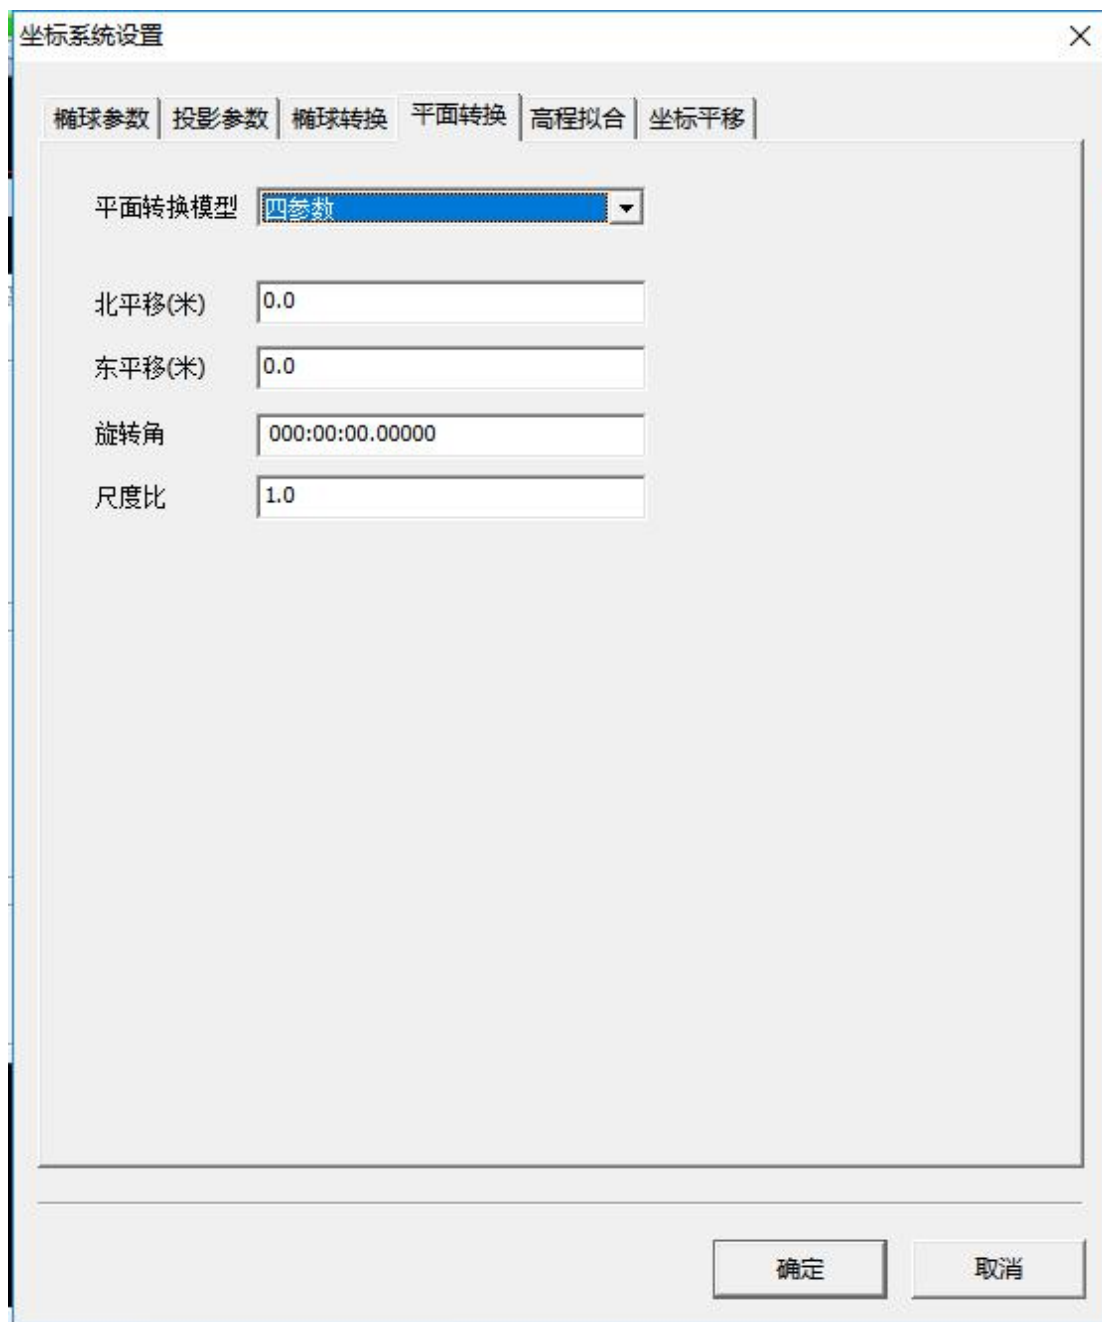 坐标系统设置
椭球参数 投影参数 椭球转换 平面转换 高程拟合 坐标平移
平面转换模型 四参数
北平移(米) 0.0
东平移(米) 0.0
旋转角 000:00:00.00000
尺度比 1.0
确定 取消